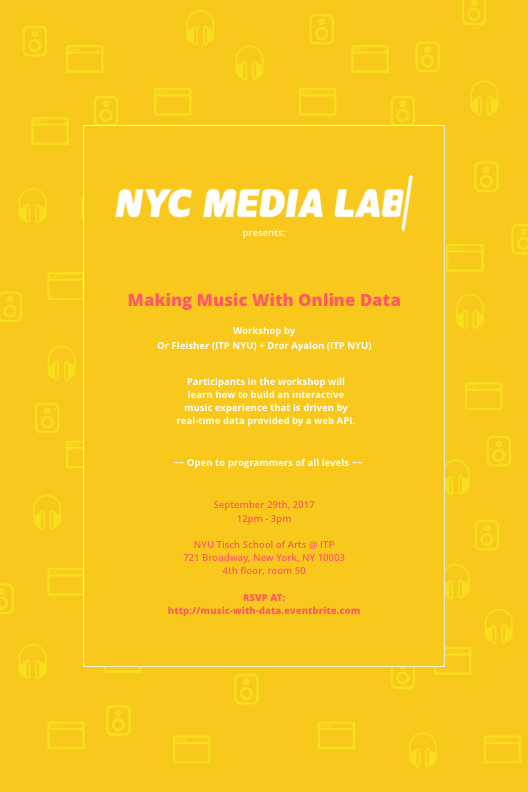 NYC MEDIA LAB
presents:
Making Music With Online Data
Workshop by
Or Fleisher (ITP NYU) + Dror Ayalon (ITP NYU)
Participants in the workshop will
learn how to build an interactive
music experience that is driven by
real-time data provided by a web API.
~~ Open to programmers of all levels ~~
September 29th, 2017
12pm - 3pm
NYU Tisch School of Arts @ ITP
721 Broadway, New York, NY 10003
4th floor, room 50
RSVP AT:
http://music-with-data.eventbrite.com